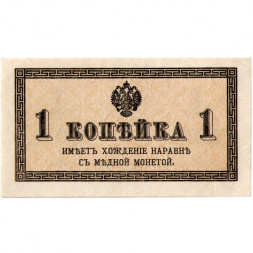 1 КОПѢЙКА 1
ИМѢЕТЪ ХОЖДЕНІЕ НАРАВНѢ
СЪ МѢДНОЙ МОНЕТОЙ.